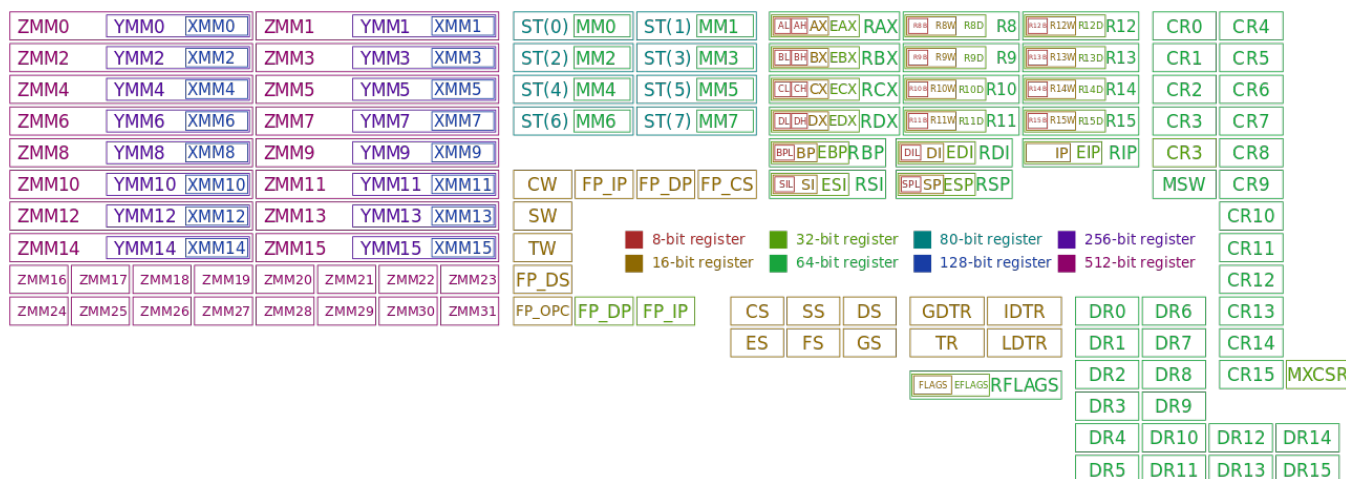 ZMM0 YMM0 XMM0 ZMM1 YMM1 XMM1 ST(0) MM0 ST(1) MM1 AL AH AX EAX RAX R8B R8W R8D R8 R12B R12W R12D R12 CR0 CR4
ZMM2 YMM2 XMM2 ZMM3 YMM3 XMM3 ST(2) MM2 ST(3) MM3 BL BH BX EBX RBX R9B R9W R9D R9 R13B R13W R13D R13 CR1 CR5
ZMM4 YMM4 XMM4 ZMM5 YMM5 XMM5 ST(4) MM4 ST(5) MM5 CL CH CX ECX RCX R10B R10W R10D R10 R14B R14W R14D R14 CR2 CR6
ZMM6 YMM6 XMM6 ZMM7 YMM7 XMM7 ST(6) MM6 ST(7) MM7 DL DH DX EDX RDX R11B R11W R11D R11 R15B R15W R15D R15 CR3 CR7
ZMM8 YMM8 XMM8 ZMM9 YMM9 XMM9 BPL BP EBP RBP DIL DI EDI RDI IP EIP RIP CR3 CR8
ZMM10 YMM10 XMM10 ZMM11 YMM11 XMM11 CW FP_IP FP_DP FP_CS SIL SI ESI RSI SPL SP ESP RSP MSW CR9
ZMM12 YMM12 XMM12 ZMM13 YMM13 XMM13 SW CR10
8-bit register 32-bit register 80-bit register 256-bit register
ZMM14 YMM14 XMM14 ZMM15 YMM15 XMM15 TW CR11
16-bit register 64-bit register 128-bit register 512-bit register
ZMM16 ZMM17 ZMM18 ZMM19 ZMM20 ZMM21 ZMM22 ZMM23 FP_DS CR12
ZMM24 ZMM25 ZMM26 ZMM27 ZMM28 ZMM29 ZMM30 ZMM31 FP_OPC FP_DP FP_IP CS SS DS GDTR IDTR DR0 DR6 CR13
ES FS GS TR LDTR DR1 DR7 CR14
DR2 DR8 CR15 MXCSR
FLAGS EFLAGS RFLAGS
DR3 DR9
DR4 DR10 DR12 DR14
DR5 DR11 DR13 DR15